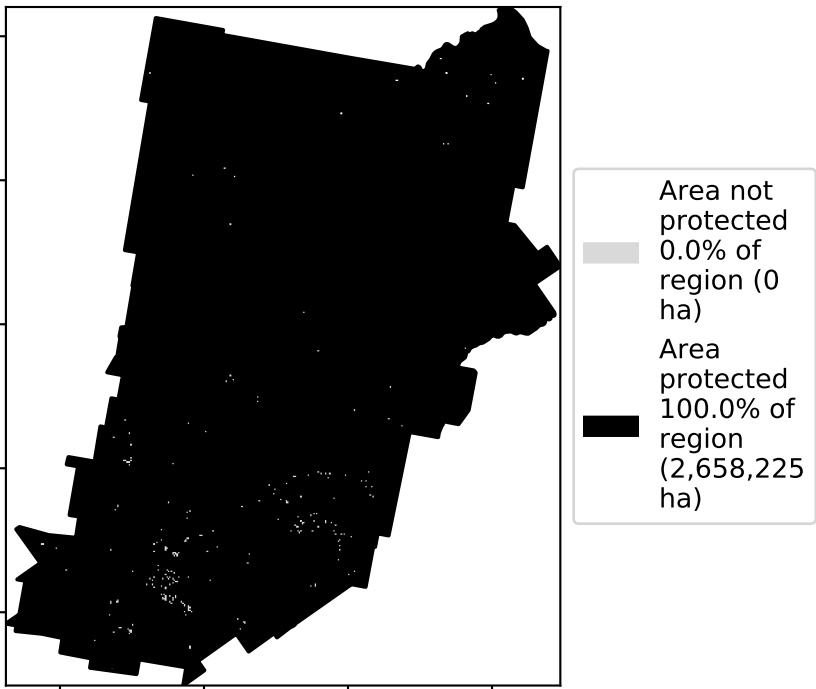 Area not
protected
0.0% of
region (0
ha)
Area
protected
100.0% of
region
(2,658,225
ha)